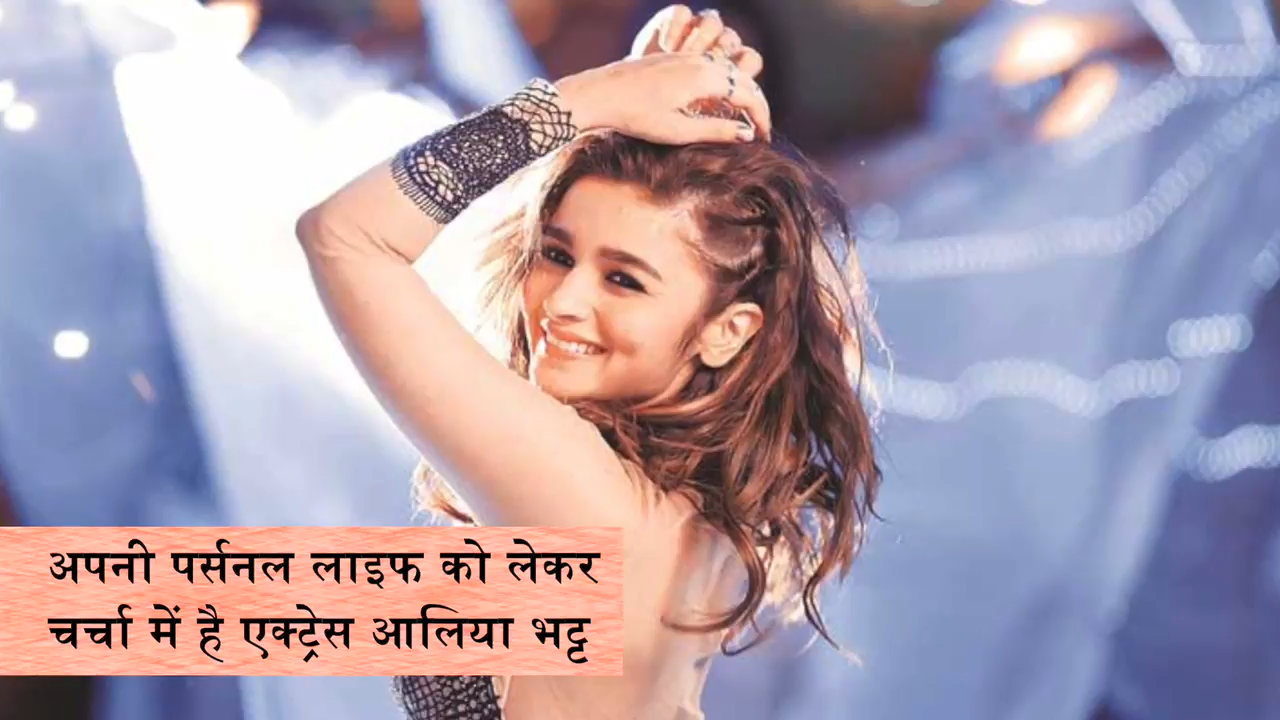 अपनी पर्सनल लाइफ को लेकर
चर्चा में है एक्ट्रेस आलिया भट्ट